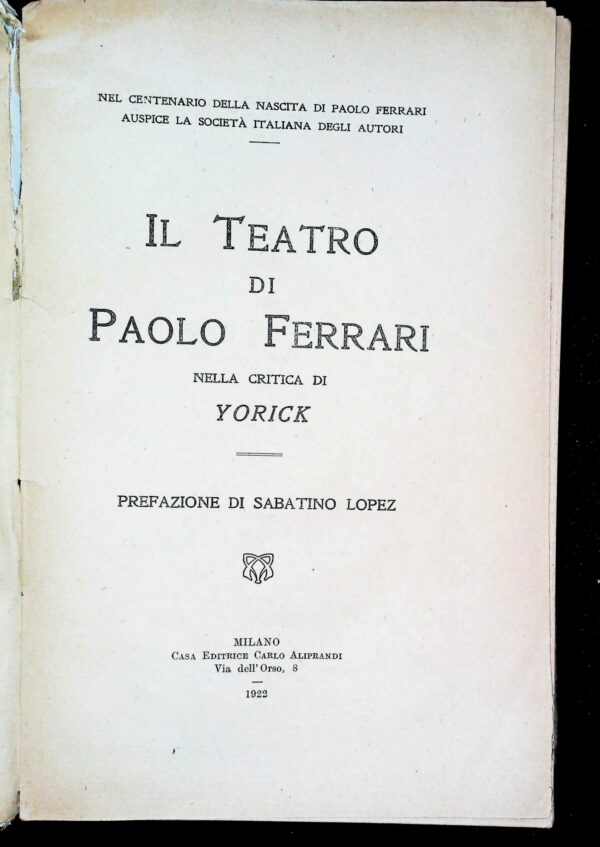 NEL CENTENARIO DELLA NASCITA DI PAOLO FERRARI
AUSPICE LA SOCIETÀ ITALIANA DEGLI AUTORI
IL TEATRO
DI
PAOLO FERRARI
NELLA CRITICA DI
YORICK
PREFAZIONE DI SABATINO LOPEZ
MILANO
CASA EDITRICE CARLO ALIPRANDI
Via dell'Orso, 8
1922